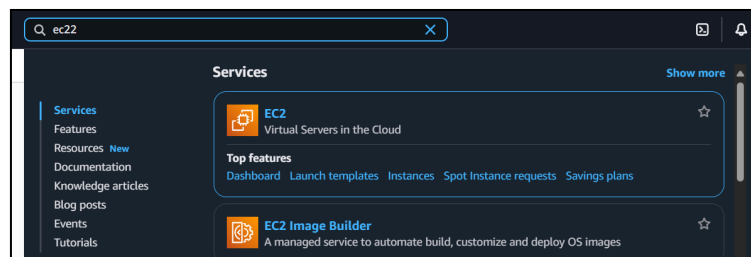 ec22
Services
Show more
Services
Features
Resources New
Documentation
Knowledge articles
Blog posts
Events
Tutorials
EC2
Virtual Servers in the Cloud
Top features
Dashboard Launch templates Instances Spot Instance requests Savings plans
EC2 Image Builder
A managed service to automate build, customize and deploy OS images